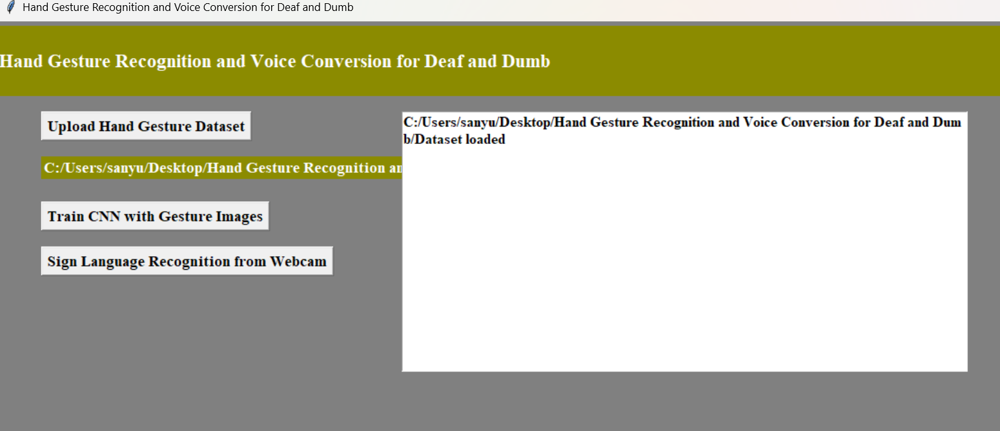 Hand Gesture Recognition and Voice Conversion for Deaf and Dumb
Hand Gesture Recognition and Voice Conversion for Deaf and Dumb
Upload Hand Gesture Dataset
C:/Users/sanyu/Desktop/Hand Gesture Recognition
Train CNN with Gesture Images
Sign Language Recognition from Webcam
C:/Users/sanyu/Desktop/Hand Gesture Recognition and Voice Conversion for Deaf and Dum
b/Dataset loaded